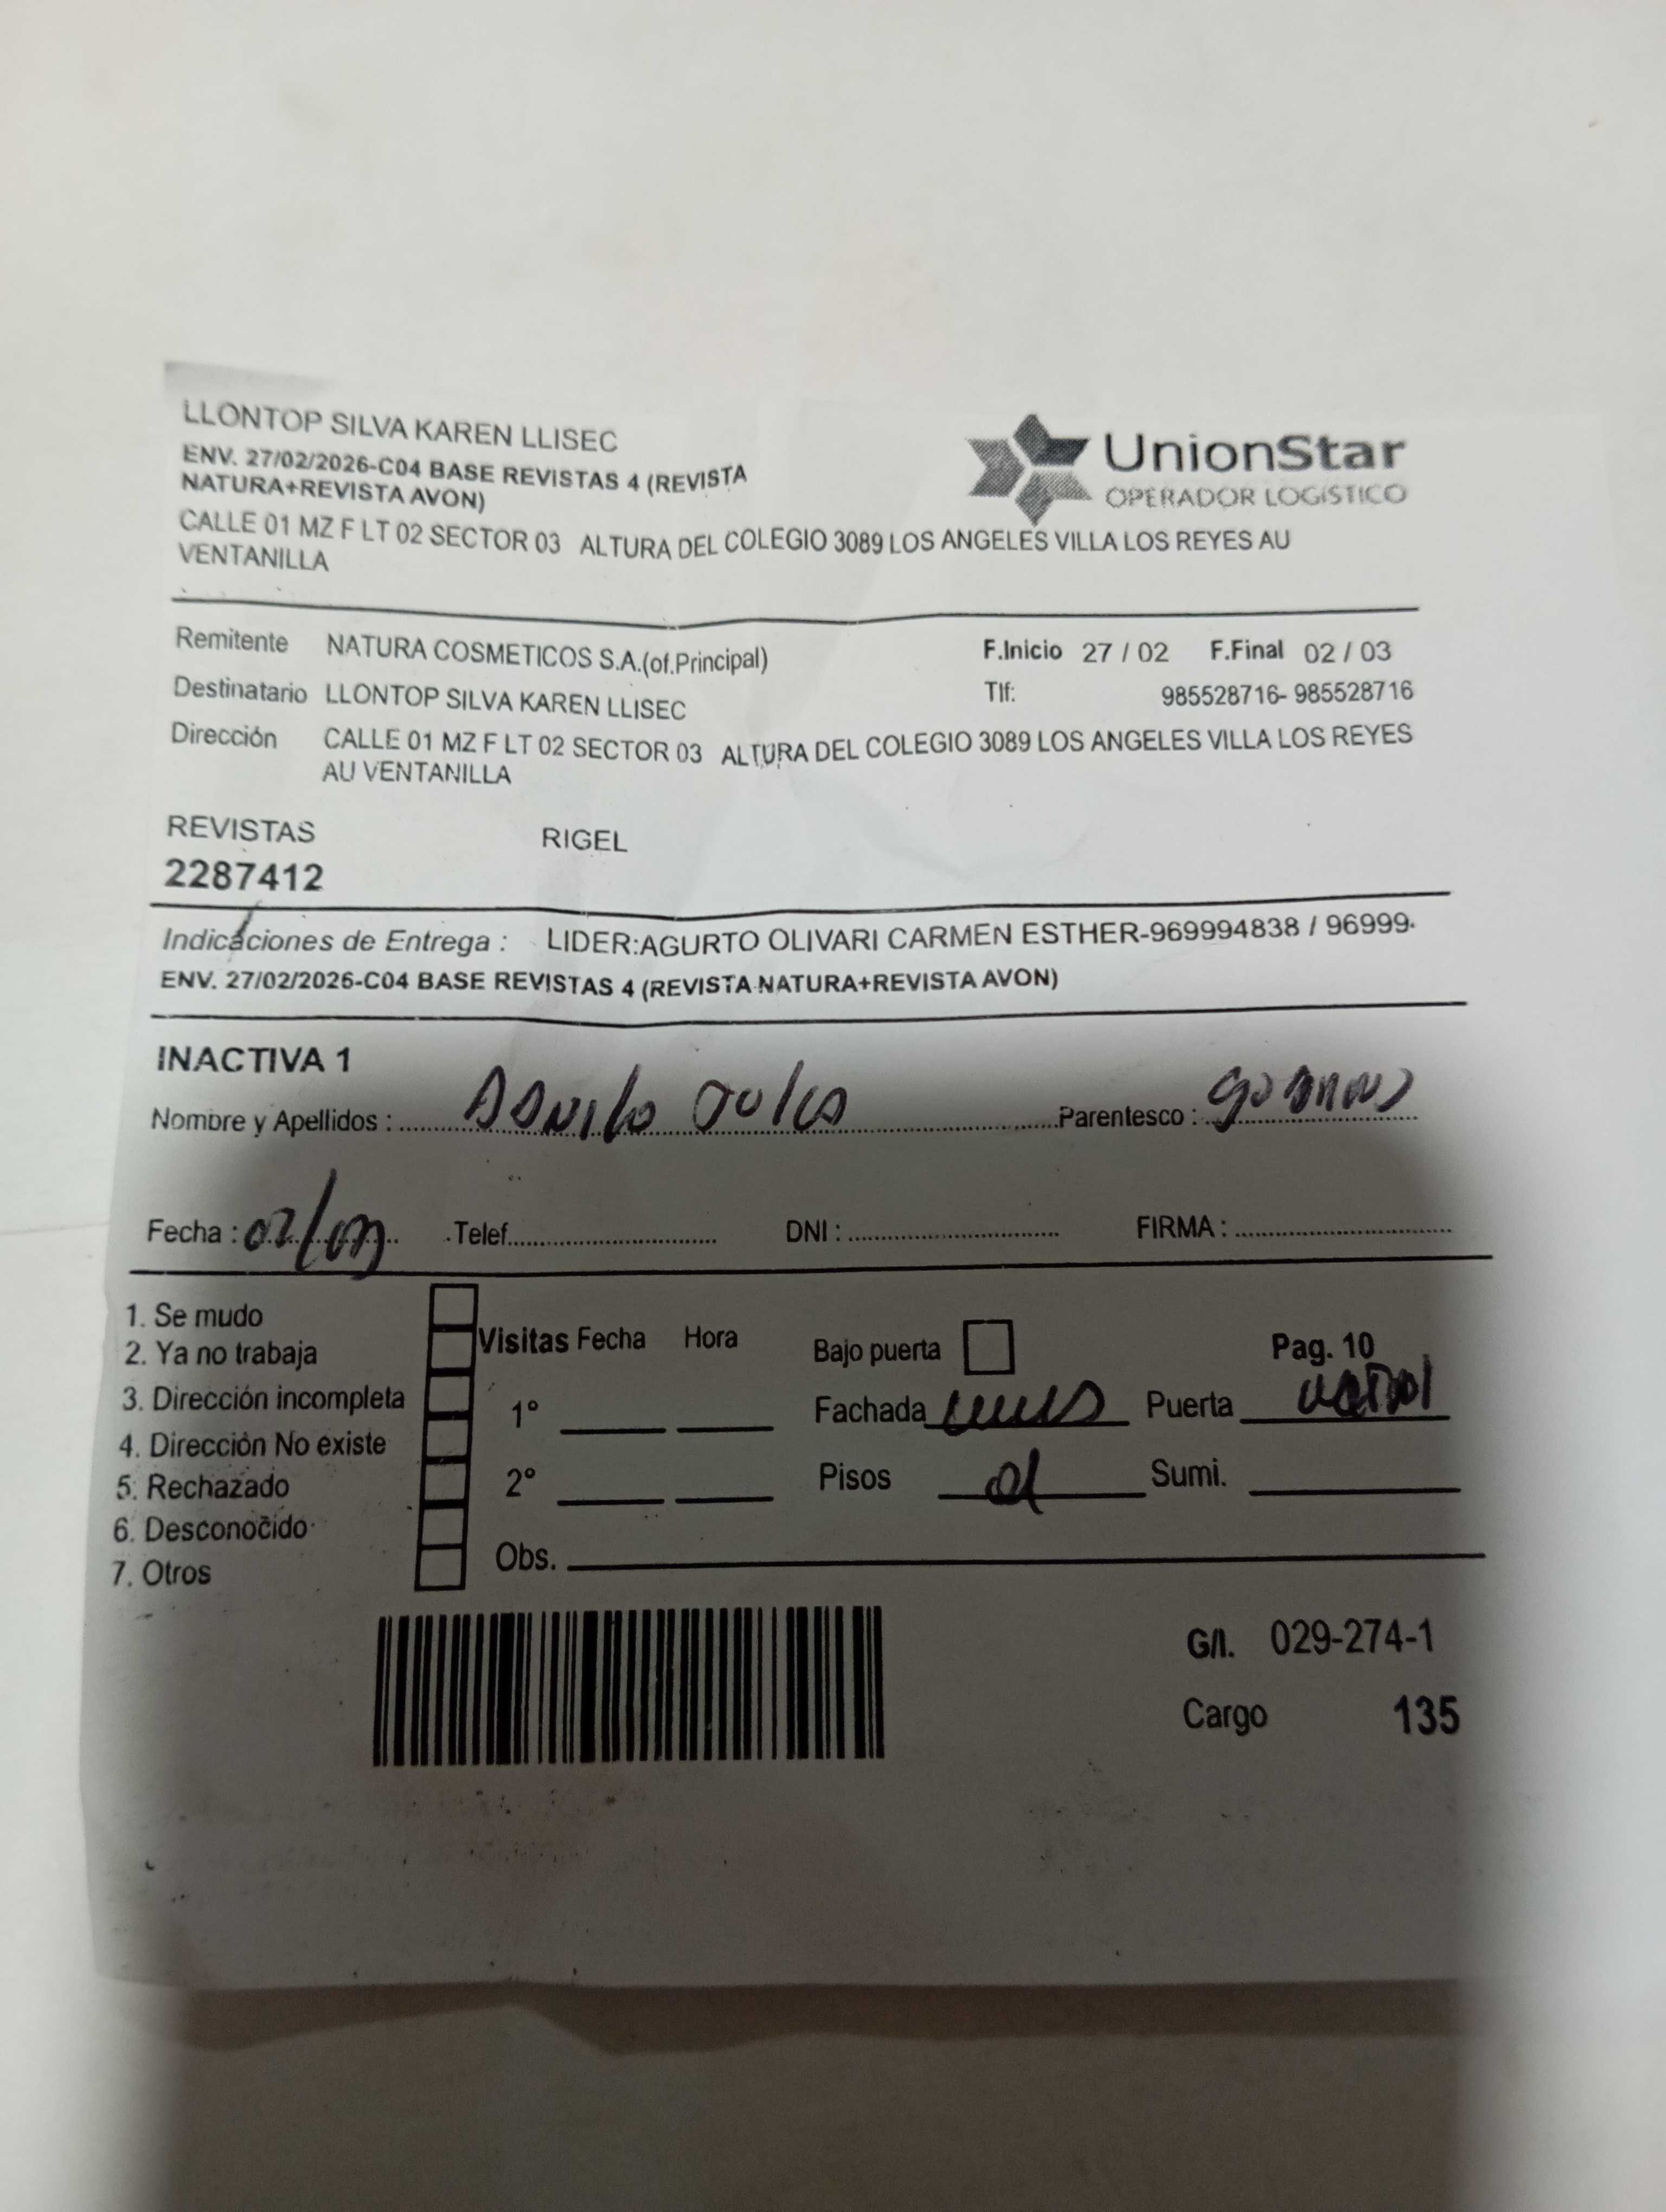 LLONTOP SILVA KAREN LLISEC
ENV. 27/02/2026-C04 BASE REVISTAS 4 (REVISTA
NATURA+REVISTA AVON)
UnionStar
OPERADOR LOGISTICO
CALLE 01 MZ F LT 02 SECTOR 03 ALTURA DEL COLEGIO 3089 LOS ANGELES VILLA LOS REYES AU
VENTANILLA
Remitente NATURA COSMETICOS S.A.(of.Principal) F.Inicio 27 / 02 F.Final 02 / 03
Destinatario LLONTOP SILVA KAREN LLISEC Tlf: 985528716- 985528716
Dirección CALLE 01 MZ F LT 02 SECTOR 03 ALTURA DEL COLEGIO 3089 LOS ANGELES VILLA LOS REYES
AU VENTANILLA
REVISTAS RIGEL
2287412
Indicaciones de Entrega : LIDER:AGURTO OLIVARI CARMEN ESTHER-969994838 / 96999
ENV. 27/02/2026-C04 BASE REVISTAS 4 (REVISTA NATURA+REVISTA AVON)
INACTIVA 1
Nombre y Apellidos : Parentesco :
Fecha : Telef. DNI : FIRMA :
1. Se mudo
2. Ya no trabaja
3. Dirección incompleta
4. Dirección No existe
5. Rechazado
6. Desconocido
7. Otros
Visitas Fecha Hora Bajo puerta Pag. 10
1° Fachada Puerta
2° Pisos Sumi.
Obs.
G/I. 029-274-1
Cargo 135